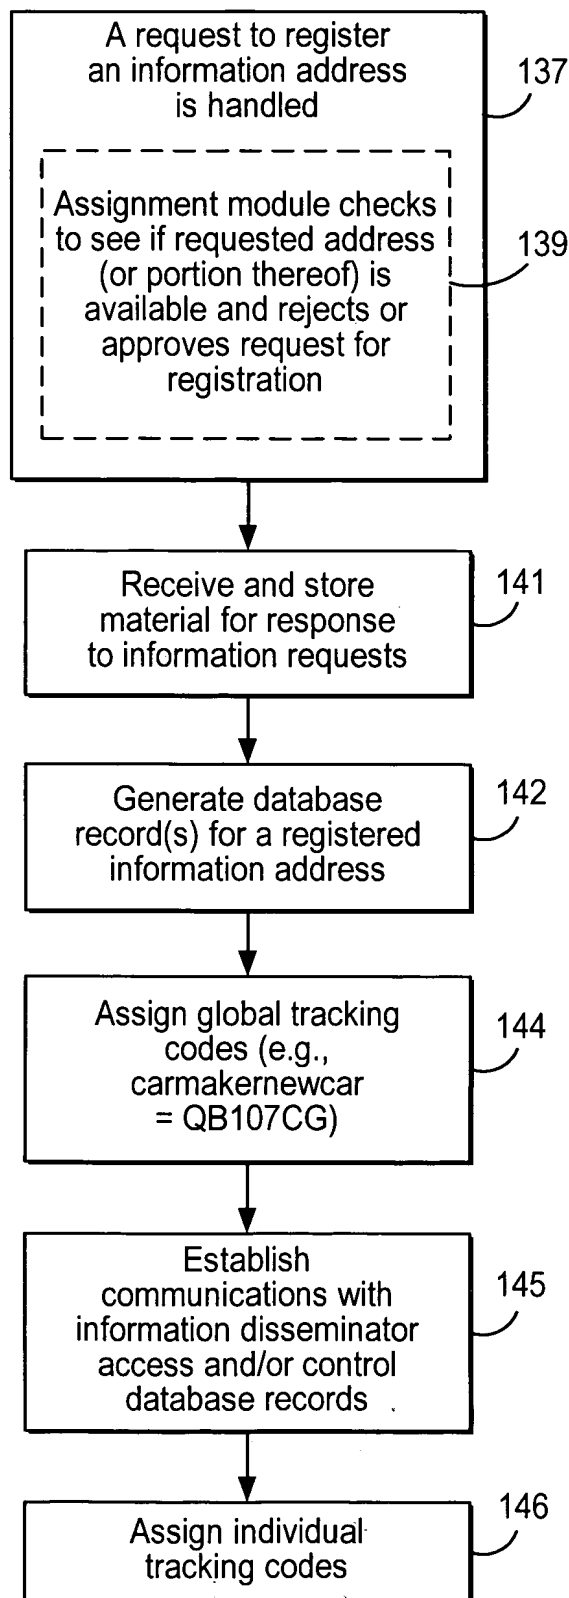 A request to register
an information address
is handled
137
Assignment module checks
to see if requested address
(or portion thereof) is
available and rejects or
approves request for
registration
139
Receive and store
material for response
to information requests
141
Generate database
record(s) for a registered
information address
142
Assign global tracking
codes (e.g.,
carmakernewcar
= QB107CG)
144
Establish
communications with
information disseminator
access and/or control
database records
145
Assign individual
tracking codes
146